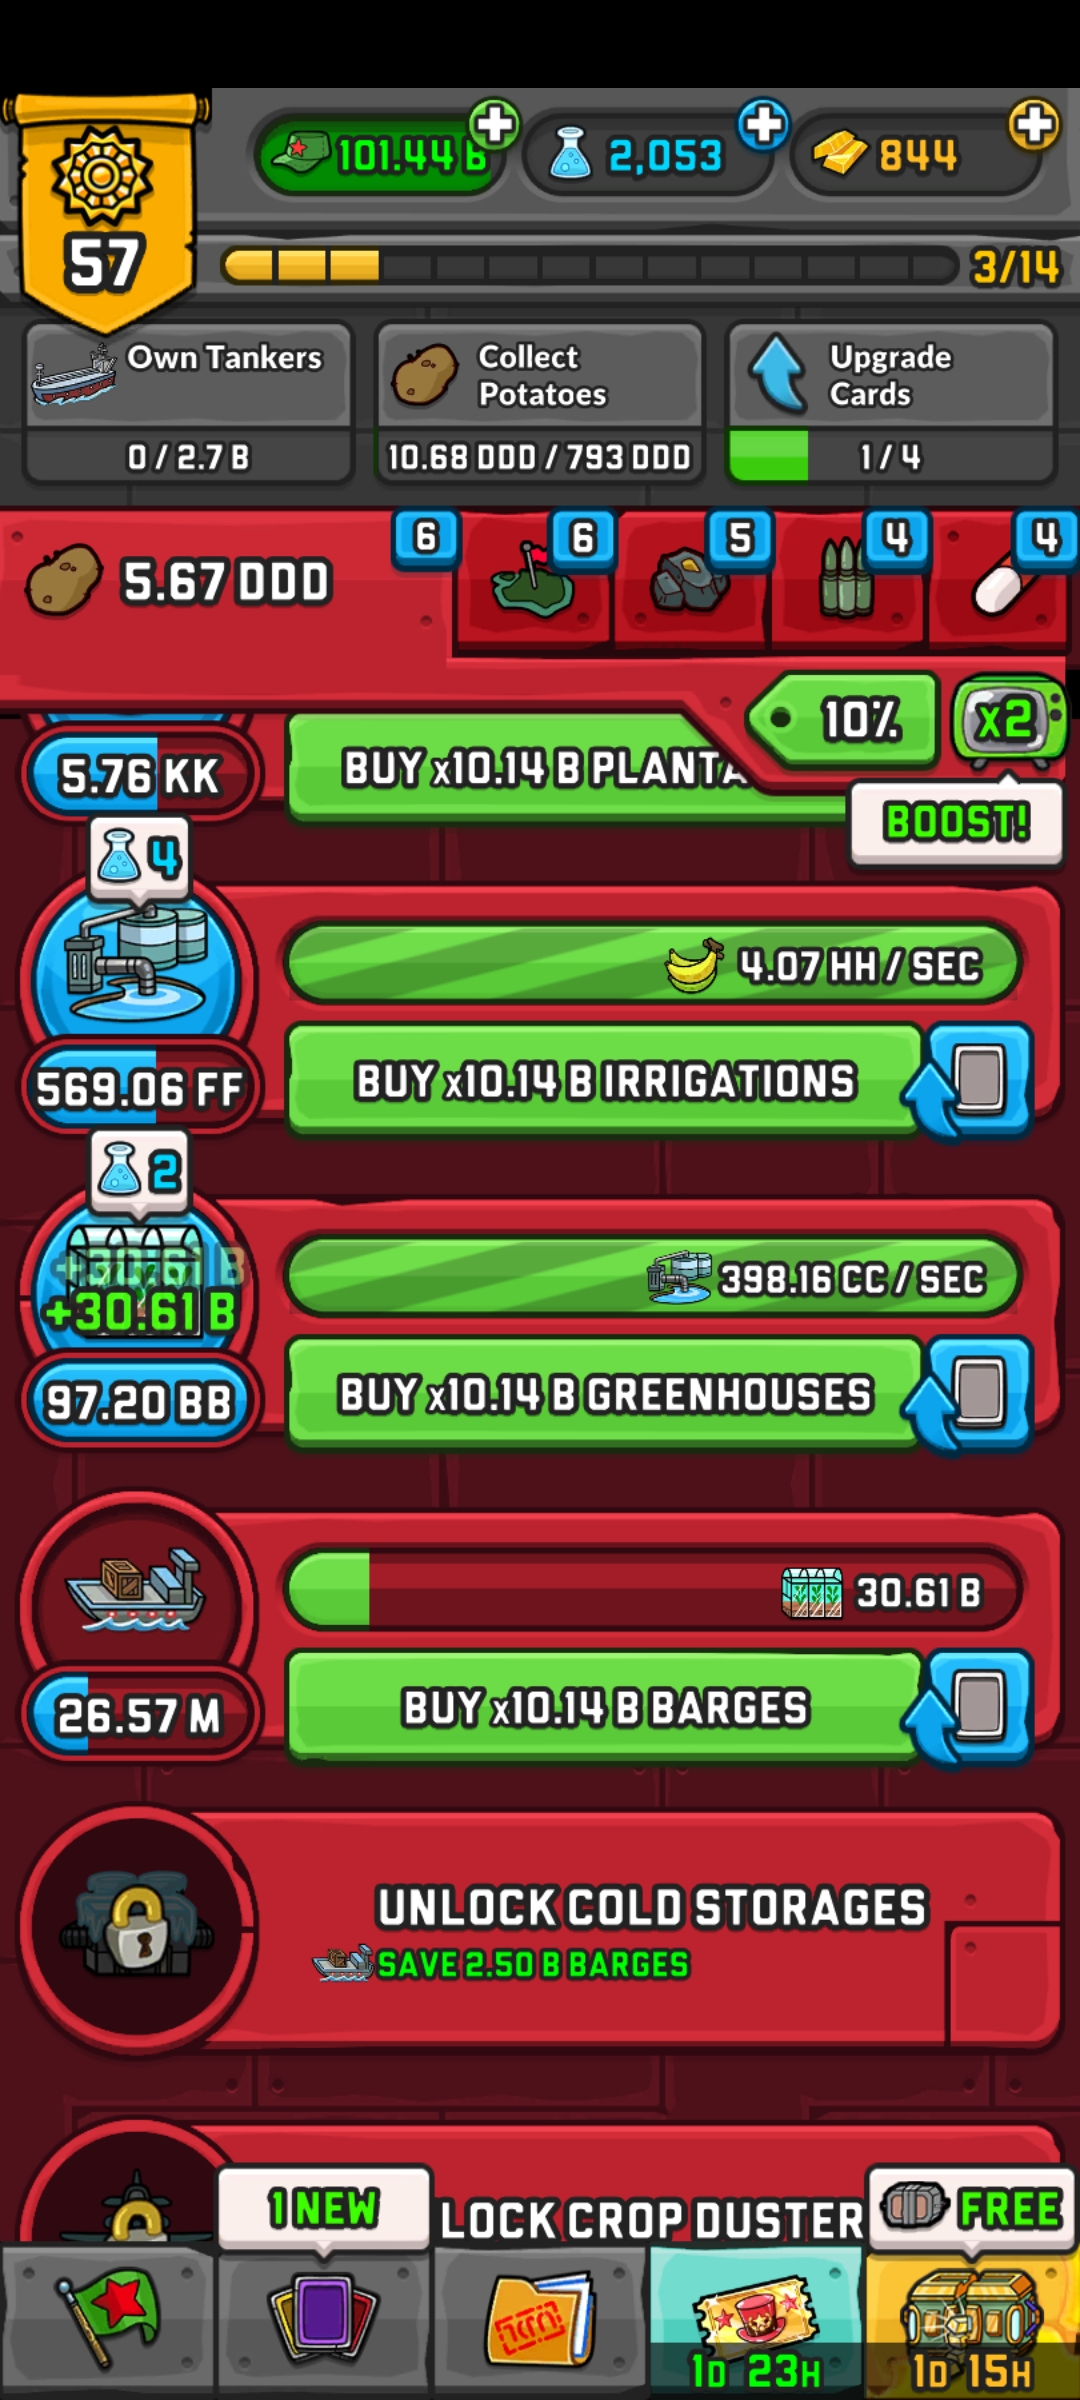 101.44 B
2,053
844
57
3/14
Own Tankers
0 / 2.7 B
Collect
Potatoes
10.68 DDD / 793 DDD
Upgrade
Cards
1 / 4
5.67 DDD
6
6
5
4
4
10%
x2
BOOST!
5.76 KK
BUY x10.14 B PLANTA
4
4.07 HH / SEC
569.06 FF
BUY x10.14 B IRRIGATIONS
2
+30.61 B
+30.61 B
398.16 CC / SEC
97.20 BB
BUY x10.14 B GREENHOUSES
30.61 B
26.57 M
BUY x10.14 B BARGES
UNLOCK COLD STORAGES
SAVE 2.50 B BARGES
LOCK CROP DUSTER
1 NEW
FREE
1D 23H
1D 15H